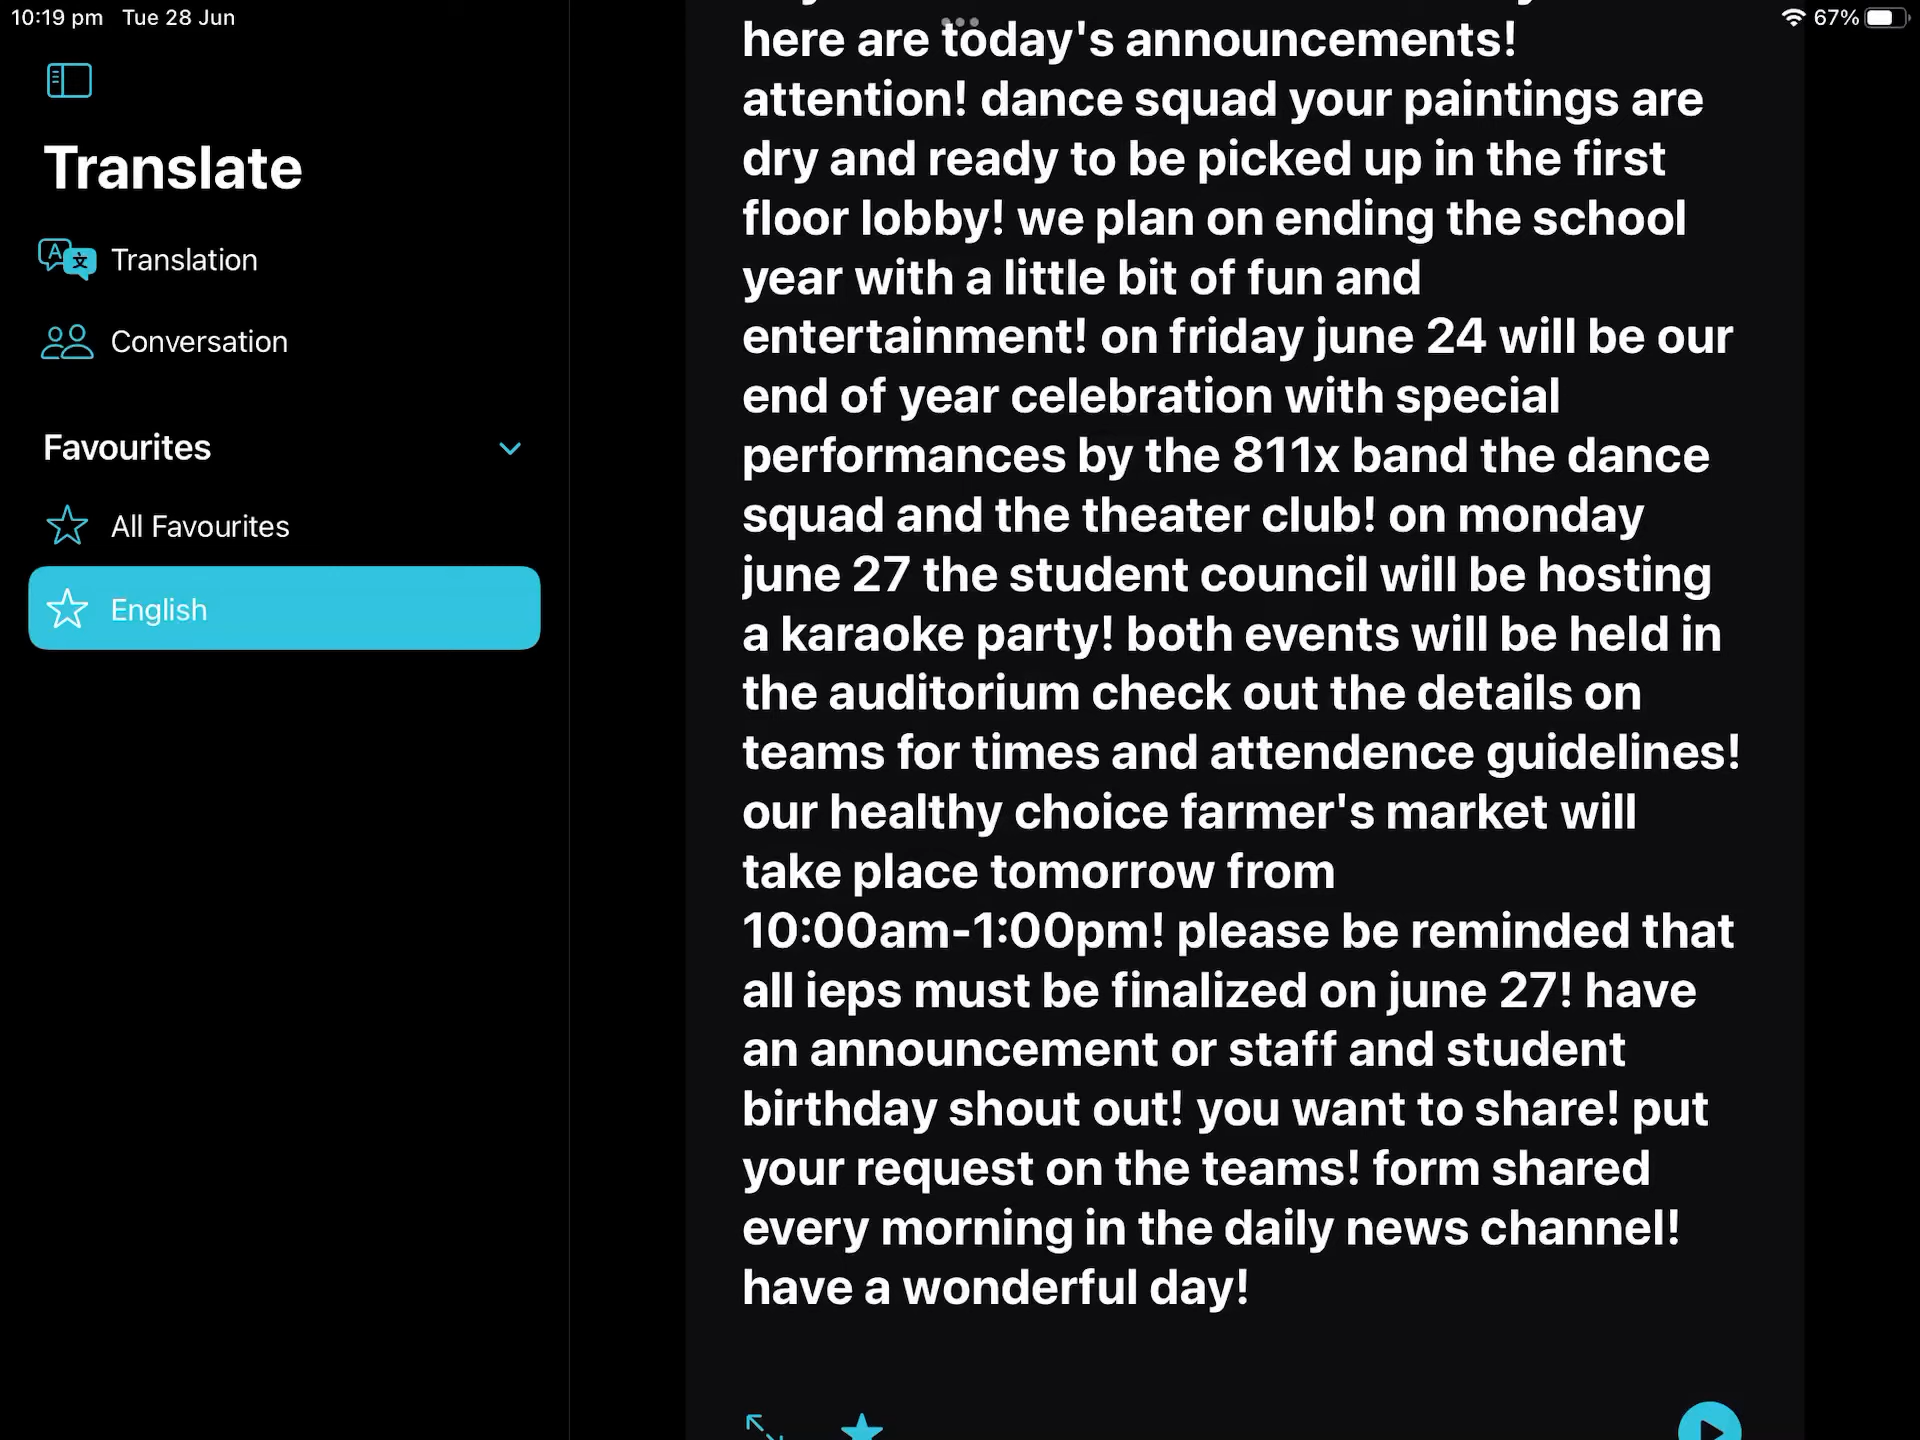 10:19 pm Tue 28 Jun
67%
Translate
Translation
Conversation
Favourites
All Favourites
English
here are today's announcements!
attention! dance squad your paintings are
dry and ready to be picked up in the first
floor lobby! we plan on ending the school
year with a little bit of fun and
entertainment! on friday june 24 will be our
end of year celebration with special
performances by the 811x band the dance
squad and the theater club! on monday
june 27 the student council will be hosting
a karaoke party! both events will be held in
the auditorium check out the details on
teams for times and attendence guidelines!
our healthy choice farmer's market will
take place tomorrow from
10:00am-1:00pm! please be reminded that
all ieps must be finalized on june 27! have
an announcement or staff and student
birthday shout out! you want to share! put
your request on the teams! form shared
every morning in the daily news channel!
have a wonderful day!